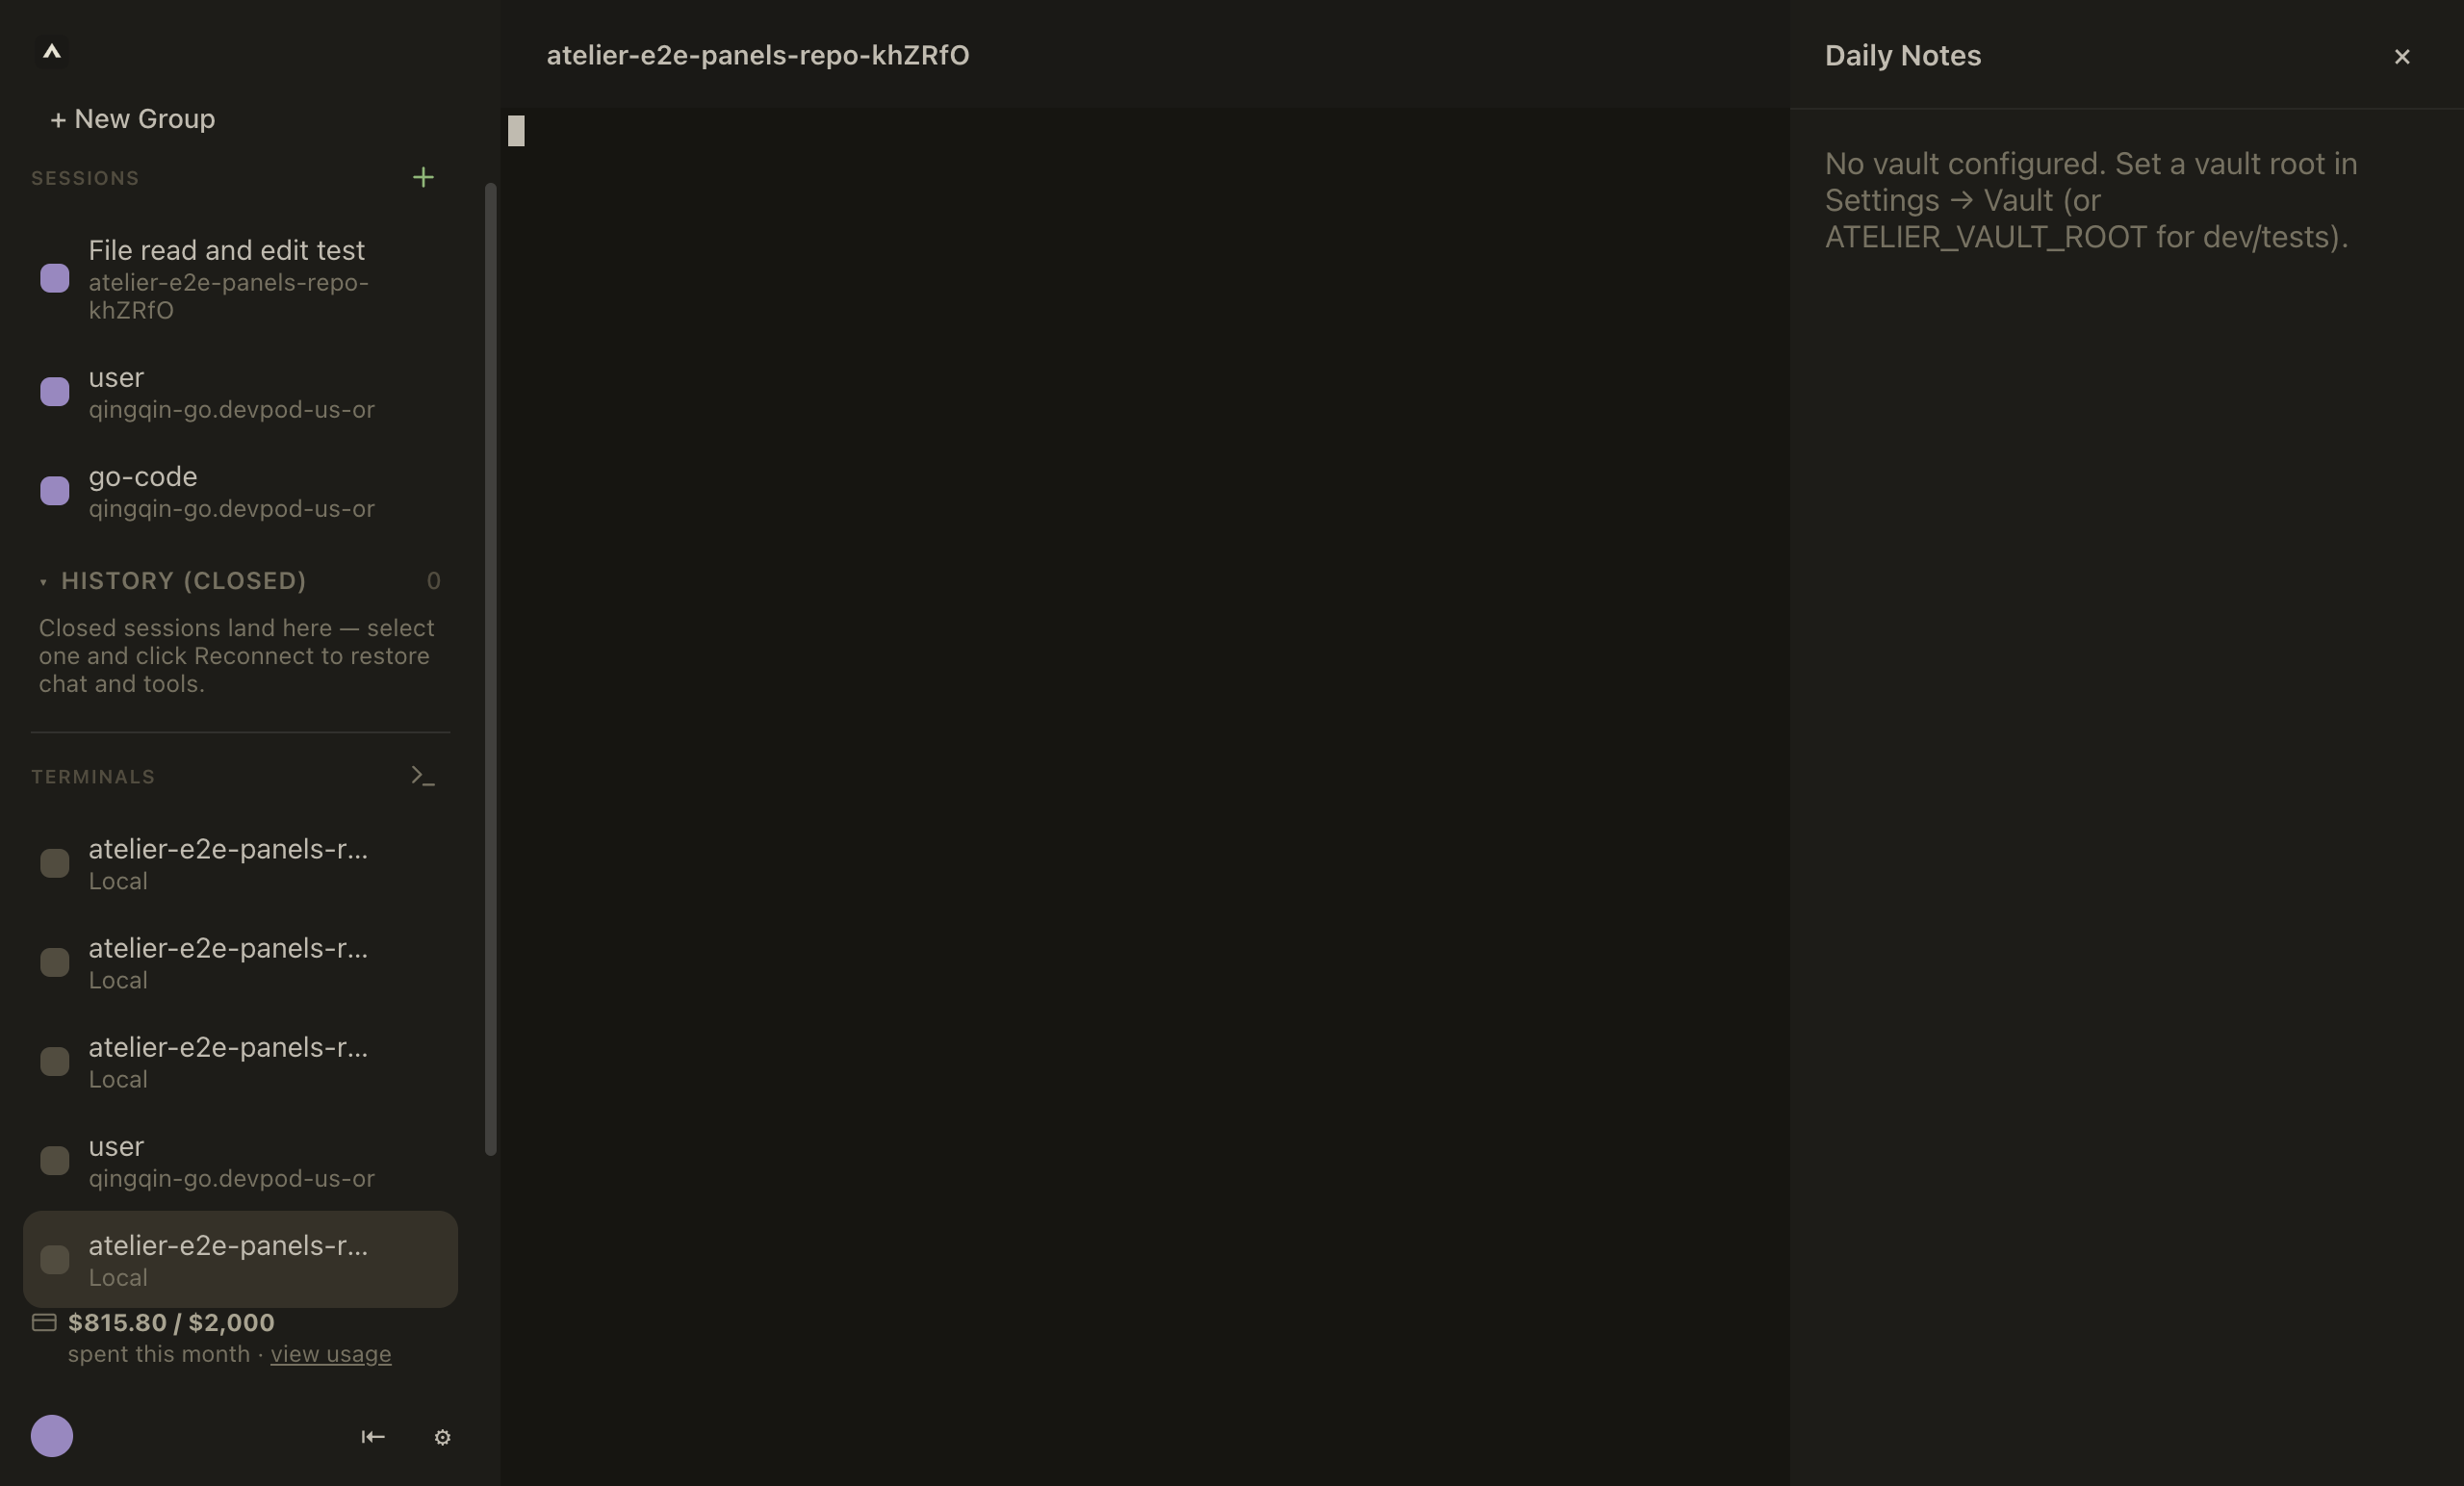 + New Group
SESSIONS
File read and edit test
atelier-e2e-panels-repo-
khZRfO
user
qingqin-go.devpod-us-or
go-code
qingqin-go.devpod-us-or
HISTORY (CLOSED) 0
Closed sessions land here — select
one and click Reconnect to restore
chat and tools.
TERMINALS
atelier-e2e-panels-r...
Local
atelier-e2e-panels-r...
Local
atelier-e2e-panels-r...
Local
user
qingqin-go.devpod-us-or
atelier-e2e-panels-r...
Local
$815.80 / $2,000
spent this month · view usage
atelier-e2e-panels-repo-khZRfO
Daily Notes
No vault configured. Set a vault root in
Settings → Vault (or
ATELIER_VAULT_ROOT for dev/tests).